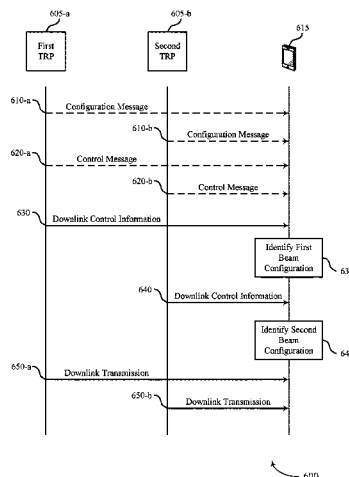 605-a
605-b
615
First
TRP
Second
TRP
610-a
Configuration Message
610-b
Configuration Message
620-a
Control Message
620-b
Control Message
630
Downlink Control Information
Identify First
Beam
Configuration
63
640
Downlink Control Information
Identify Second
Beam
Configuration
64
650-a
Downlink Transmission
650-b
Downlink Transmission
600